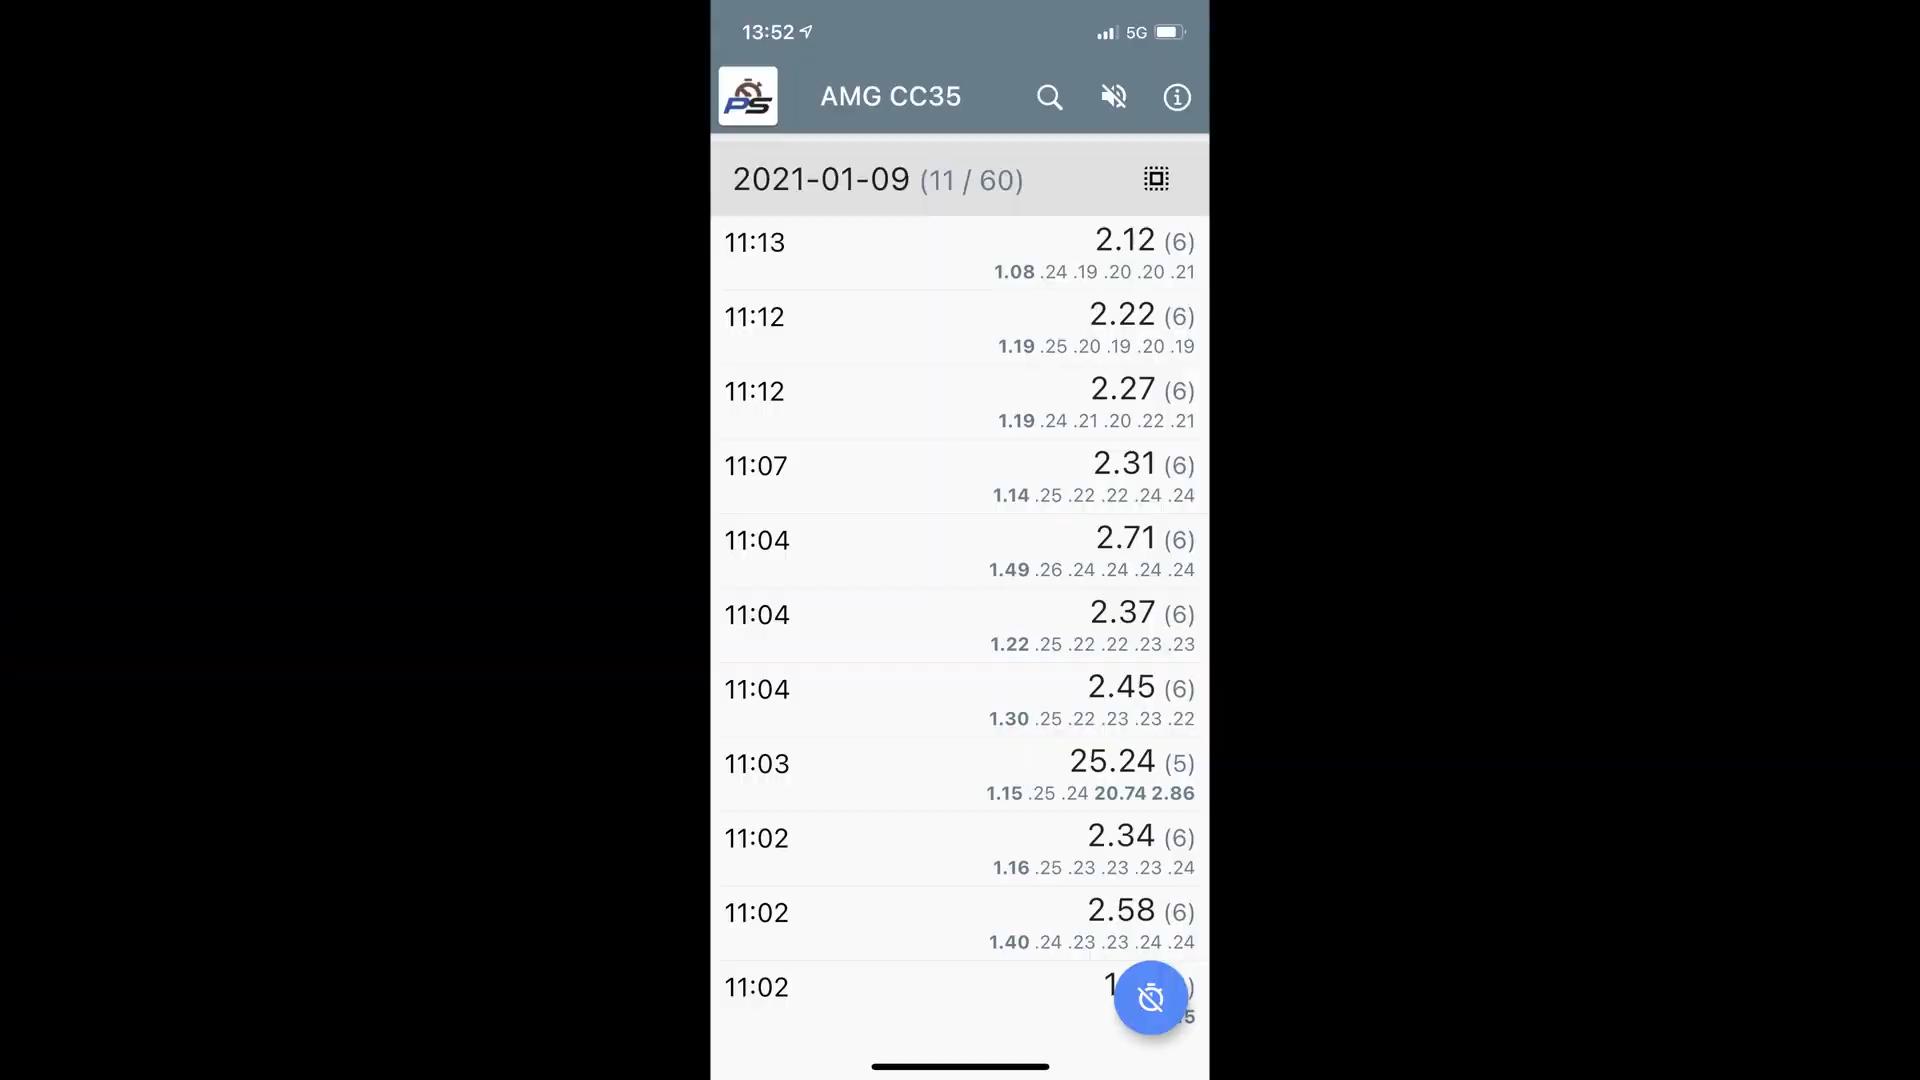 13:52 5G
PS AMG CC35
2021-01-09 (11 / 60)
11:13 2.12 (6)
1.08 .24 .19 .20 .20 .21
11:12 2.22 (6)
1.19 .25 .20 .19 .20 .19
11:12 2.27 (6)
1.19 .24 .21 .20 .22 .21
11:07 2.31 (6)
1.14 .25 .22 .22 .24 .24
11:04 2.71 (6)
1.49 .26 .24 .24 .24 .24
11:04 2.37 (6)
1.22 .25 .22 .22 .23 .23
11:04 2.45 (6)
1.30 .25 .22 .23 .23 .22
11:03 25.24 (5)
1.15 .25 .24 20.74 2.86
11:02 2.34 (6)
1.16 .25 .23 .23 .23 .24
11:02 2.58 (6)
1.40 .24 .23 .23 .24 .24
11:02